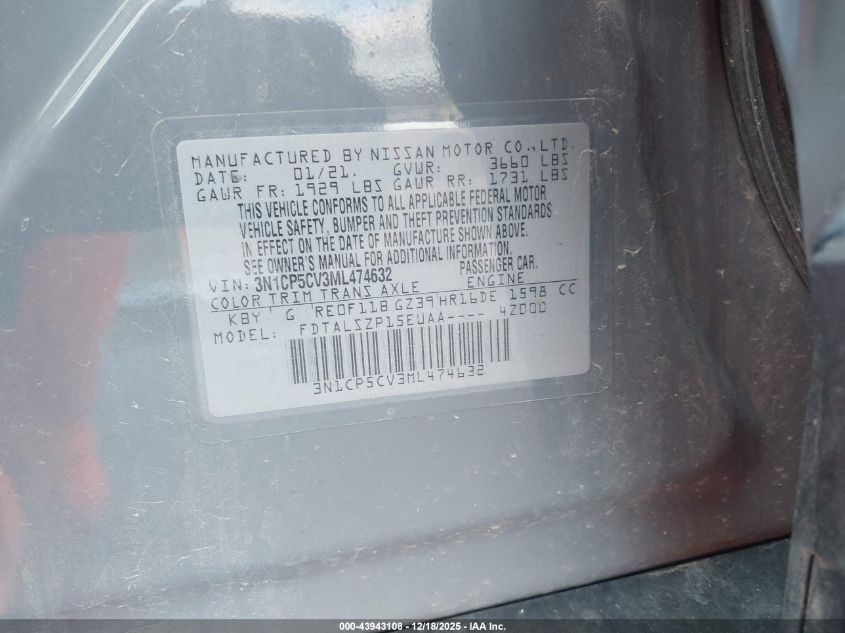 MANUFACTURED BY NISSAN MOTOR CO.,LTD.
DATE: 01/21. GVWR: 3660 LBS
GAWR FR: 1929 LBS GAWR RR: 1731 LBS
THIS VEHICLE CONFORMS TO ALL APPLICABLE FEDERAL MOTOR
VEHICLE SAFETY, BUMPER AND THEFT PREVENTION STANDARDS
IN EFFECT ON THE DATE OF MANUFACTURE SHOWN ABOVE.
SEE OWNER'S MANUAL FOR ADDITIONAL INFORMATION.
VIN: 3N1CP5CV3ML474632 PASSENGER CAR.
COLOR TRIM TRANS AXLE ENGINE
KBY G RE0F11B GZ39 HR16DE 1598 CC
MODEL: FDTALSZP15EUAA---- 4Z000
3N1CP5CV3ML474632
000-43943108 - 12/18/2025 - IAA Inc.